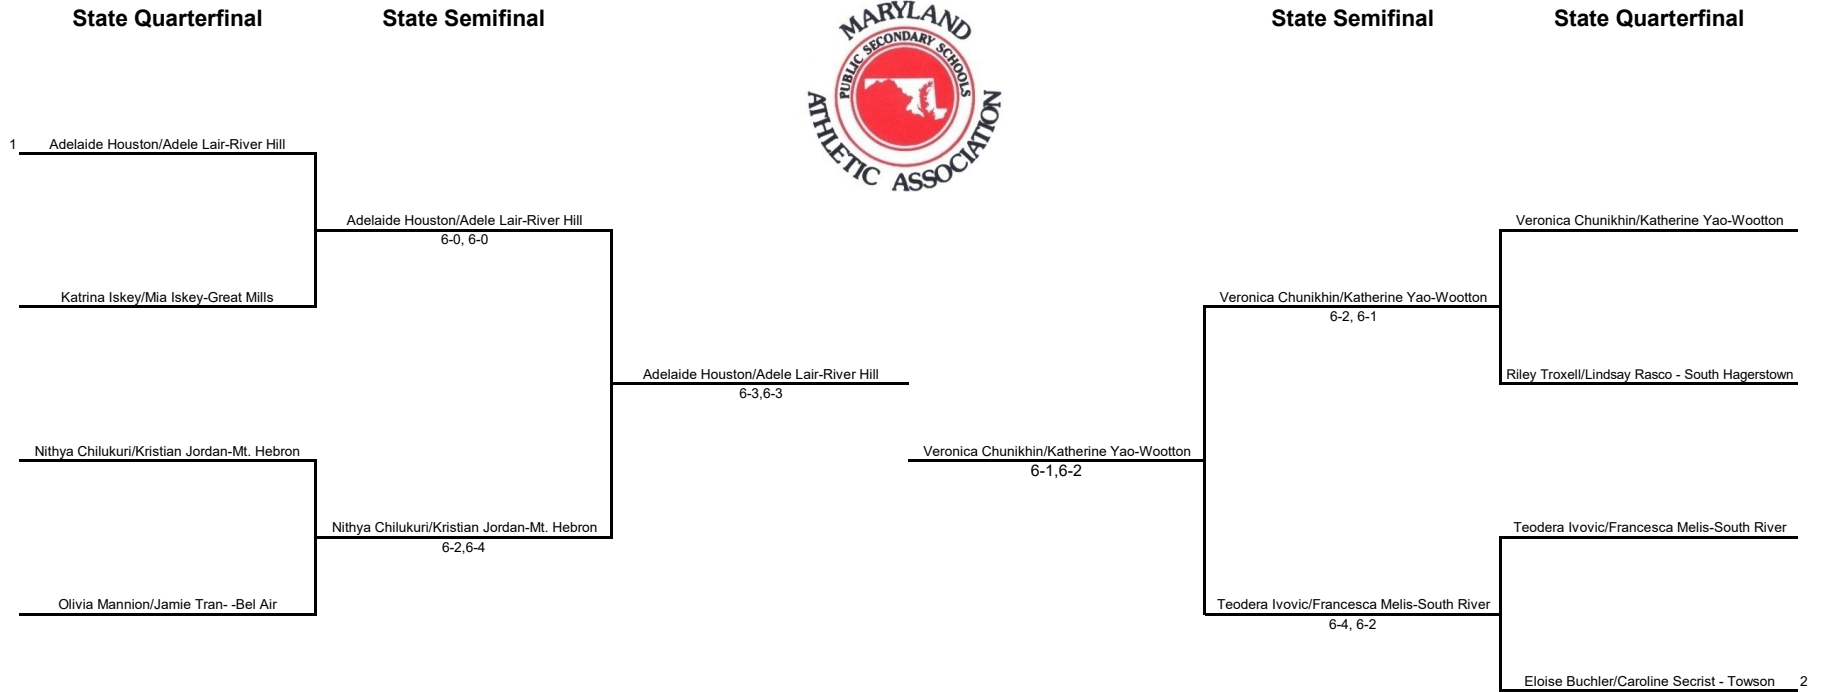 State Quarterfinal
State Semifinal
MARYLAND
PUBLIC SECONDARY SCHOOLS
ATHLETIC ASSOCIATION
State Semifinal
State Quarterfinal
1 Adelaide Houston/Adele Lair-River Hill
Adelaide Houston/Adele Lair-River Hill
6-0, 6-0
Katrina Iskey/Mia Iskey-Great Mills
Adelaide Houston/Adele Lair-River Hill
6-3,6-3
Nithya Chilukuri/Kristian Jordan-Mt. Hebron
Nithya Chilukuri/Kristian Jordan-Mt. Hebron
6-2,6-4
Olivia Mannion/Jamie Tran- -Bel Air
Veronica Chunikhin/Katherine Yao-Wootton
Veronica Chunikhin/Katherine Yao-Wootton
6-2, 6-1
Riley Troxell/Lindsay Rasco - South Hagerstown
Veronica Chunikhin/Katherine Yao-Wootton
6-1,6-2
Teodera Ivovic/Francesca Melis-South River
Teodera Ivovic/Francesca Melis-South River
6-4, 6-2
Eloise Buchler/Caroline Secrist - Towson 2